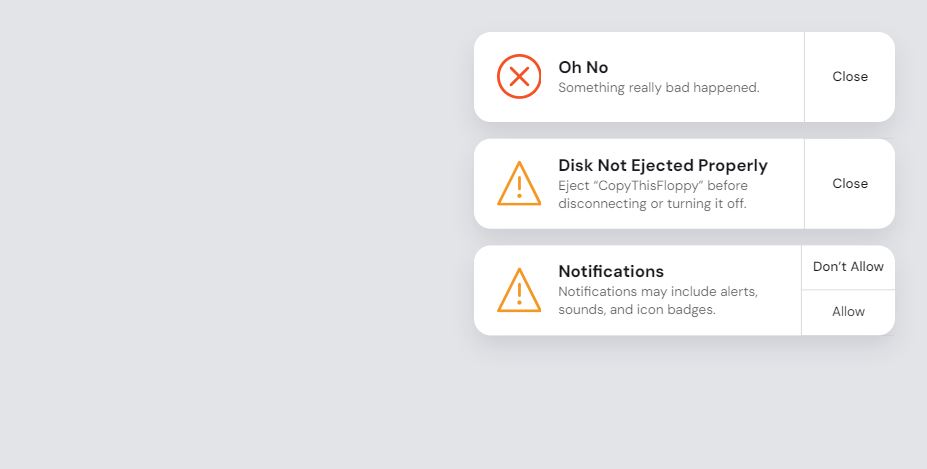 Oh No
Something really bad happened.
Close
Disk Not Ejected Properly
Eject “CopyThisFloppy” before
disconnecting or turning it off.
Close
Notifications
Notifications may include alerts,
sounds, and icon badges.
Don’t Allow
Allow